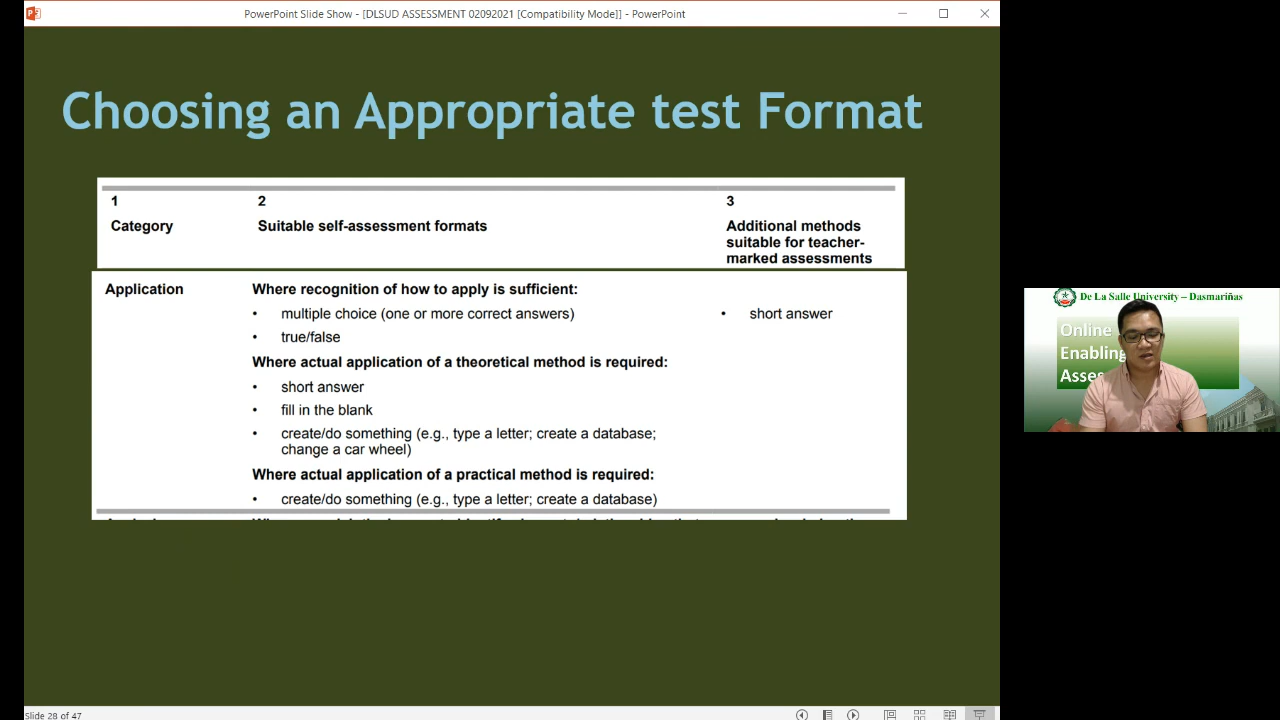 PowerPoint Slide Show - [DLSUD ASSESSMENT 02092021 [Compatibility Mode]] - PowerPoint
Choosing an Appropriate test Format
1 2 3
Category Suitable self-assessment formats Additional methods
suitable for teacher-
marked assessments
Application Where recognition of how to apply is sufficient:
• multiple choice (one or more correct answers) • short answer
• true/false
Where actual application of a theoretical method is required:
• short answer
• fill in the blank
• create/do something (e.g., type a letter; create a database;
change a car wheel)
Where actual application of a practical method is required:
• create/do something (e.g., type a letter; create a database)
De La Salle University – Dasmariñas
Online
Enabling
Slide 28 of 47